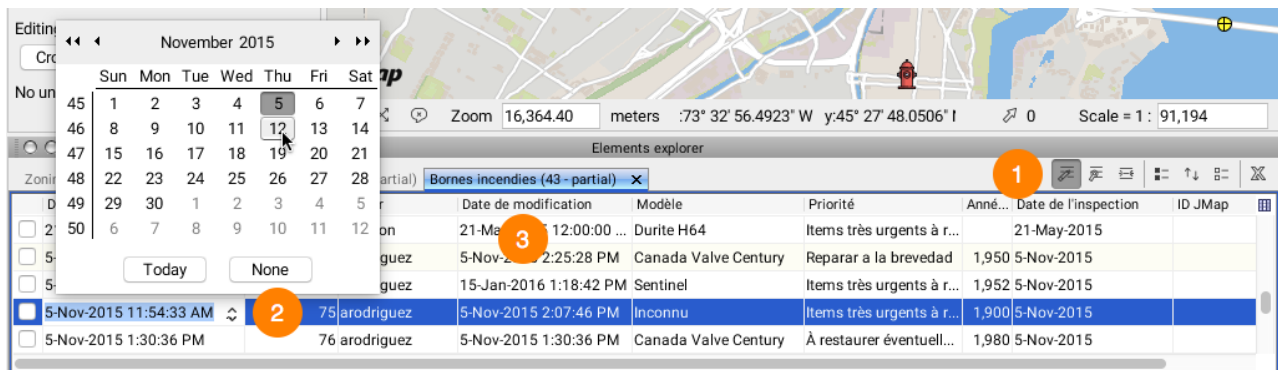 Editin
Cro
No un
November 2015
Sun Mon Tue Wed Thu Fri Sat
45 1 2 3 4 5 6 7
46 8 9 10 11 12 13 14
47 15 16 17 18 19 20 21
48 22 23 24 25 26 27 28
49 29 30 1 2 3 4 5
50 6 7 8 9 10 11 12
Today None
ap
Zoom 16,364.40 meters :73° 32' 56.4923" W y:45° 27' 48.0506" I 0 Scale = 1 : 91,194
Elements explorer
1
Zonin artial) Bornes incendies (43 - partial)
D r Date de modification Modèle Priorité Anné... Date de l'inspection ID JMap
2 on 21-Ma 12:00:00 ... Durite H64 Items très urgents à r... 21-May-2015
3
5- guez 5-Nov-2 2:25:28 PM Canada Valve Century Reparar a la brevedad 1,950 5-Nov-2015
5- guez 15-Jan-2016 1:18:42 PM Sentinel Items très urgents à r... 1,952 5-Nov-2015
5-Nov-2015 11:54:33 AM 2 75 arodriguez 5-Nov-2015 2:07:46 PM Inconnu Items très urgents à r... 1,900 5-Nov-2015
5-Nov-2015 1:30:36 PM 76 arodriguez 5-Nov-2015 1:30:36 PM Canada Valve Century À restaurer éventuell... 1,980 5-Nov-2015